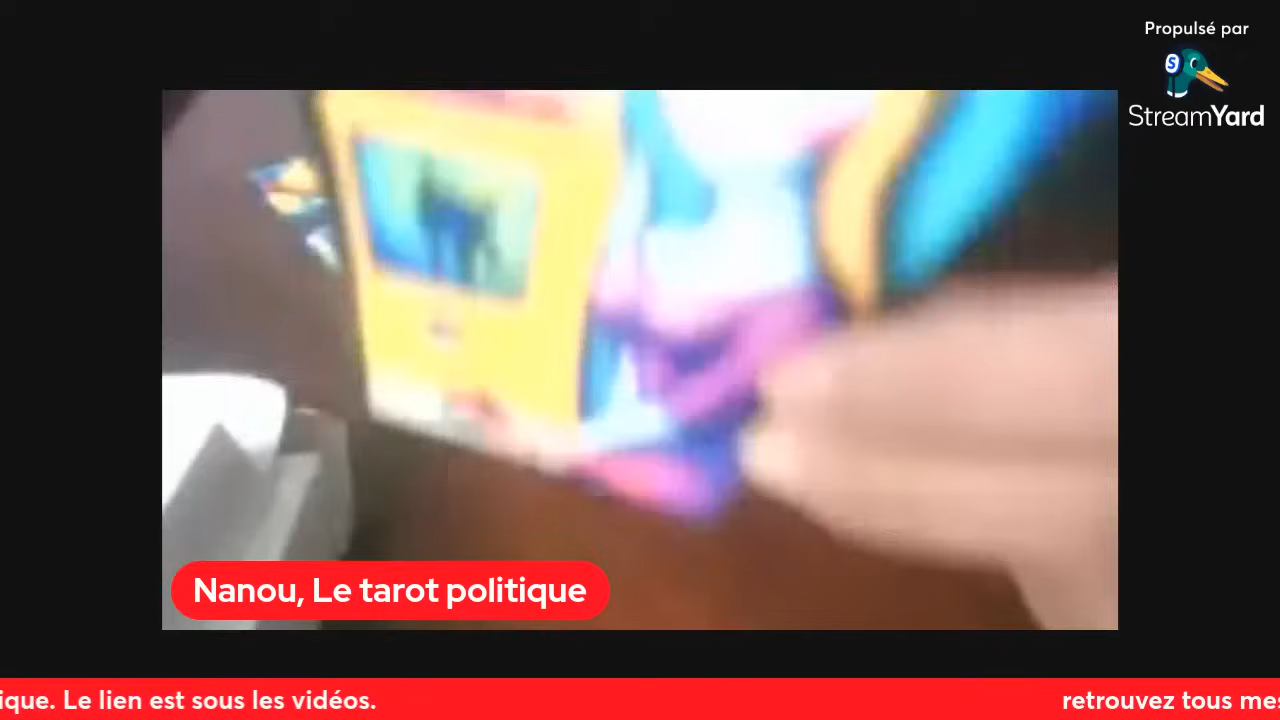 Propulsé par
StreamYard
Nanou, Le tarot politique
ique. Le lien est sous les vidéos.
retrouvez tous mes